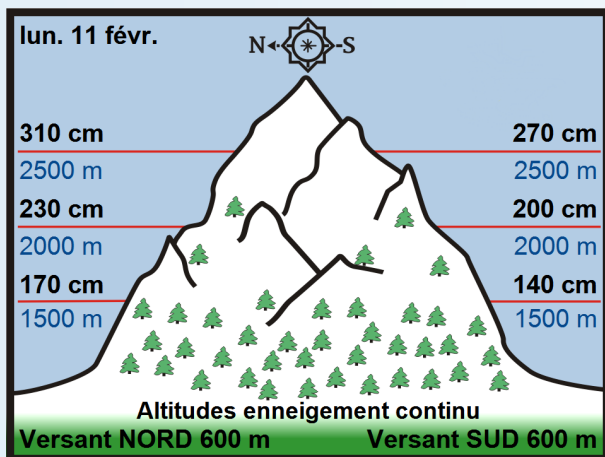 lun. 11 févr.
N S
310 cm 270 cm
2500 m 2500 m
230 cm 200 cm
2000 m 2000 m
170 cm 140 cm
1500 m 1500 m
Altitudes enneigement continu
Versant NORD 600 m Versant SUD 600 m